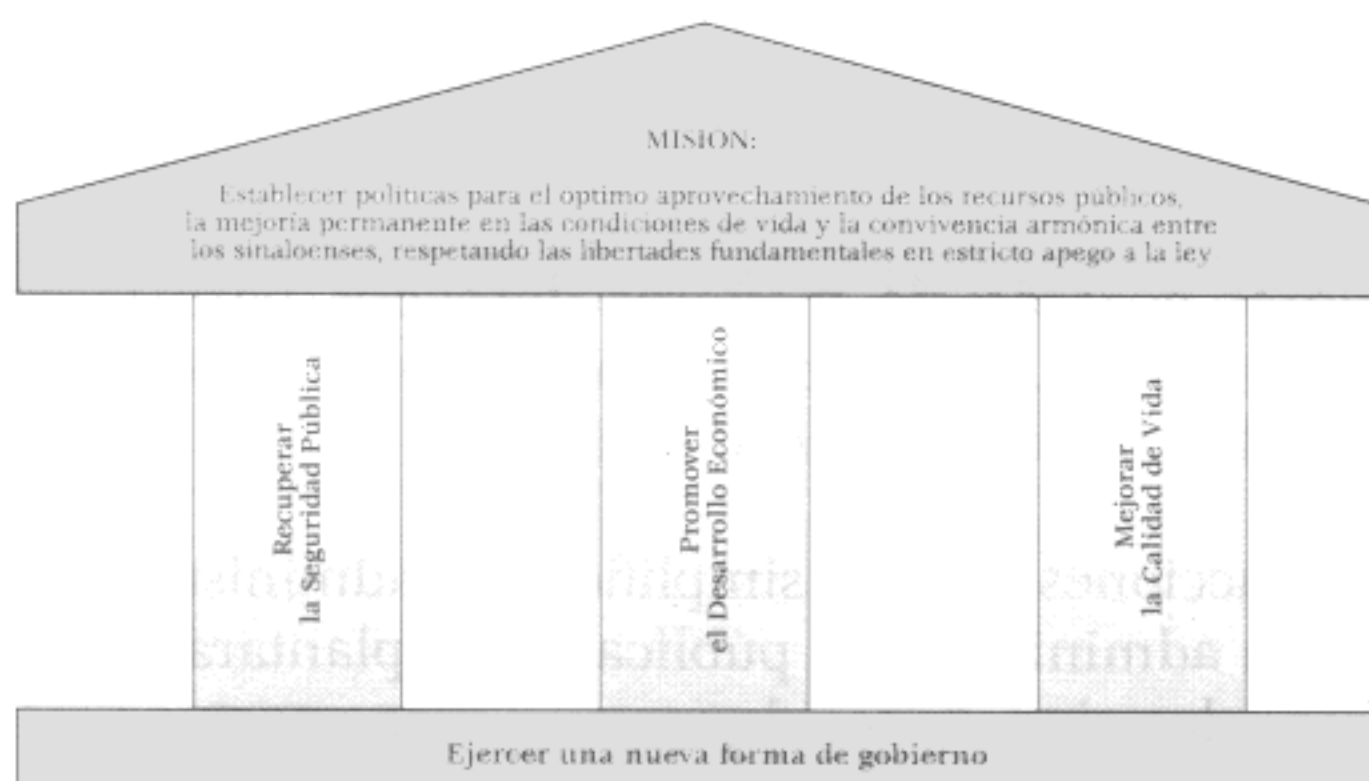 MISION:
Establecer políticas para el optimo aprovechamiento de los recursos públicos,
la mejoría permanente en las condiciones de vida y la convivencia armónica entre
los sinaloenses, respetando las libertades fundamentales en estricto apego a la ley
Recuperar
la Seguridad Pública
Promover
el Desarrollo Económico
Mejorar
la Calidad de Vida
Ejercer una nueva forma de gobierno